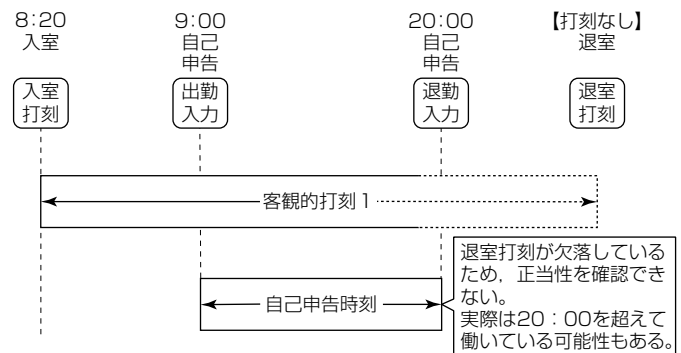 8:20
入室
9:00
自己
申告
20:00
自己
申告
【打刻なし】
退室
入室
打刻
出勤
入力
退勤
入力
退室
打刻
客観的打刻1
自己申告時刻
退室打刻が欠落している
ため，正当性を確認でき
ない。
実際は20：00を超えて
働いている可能性もある。